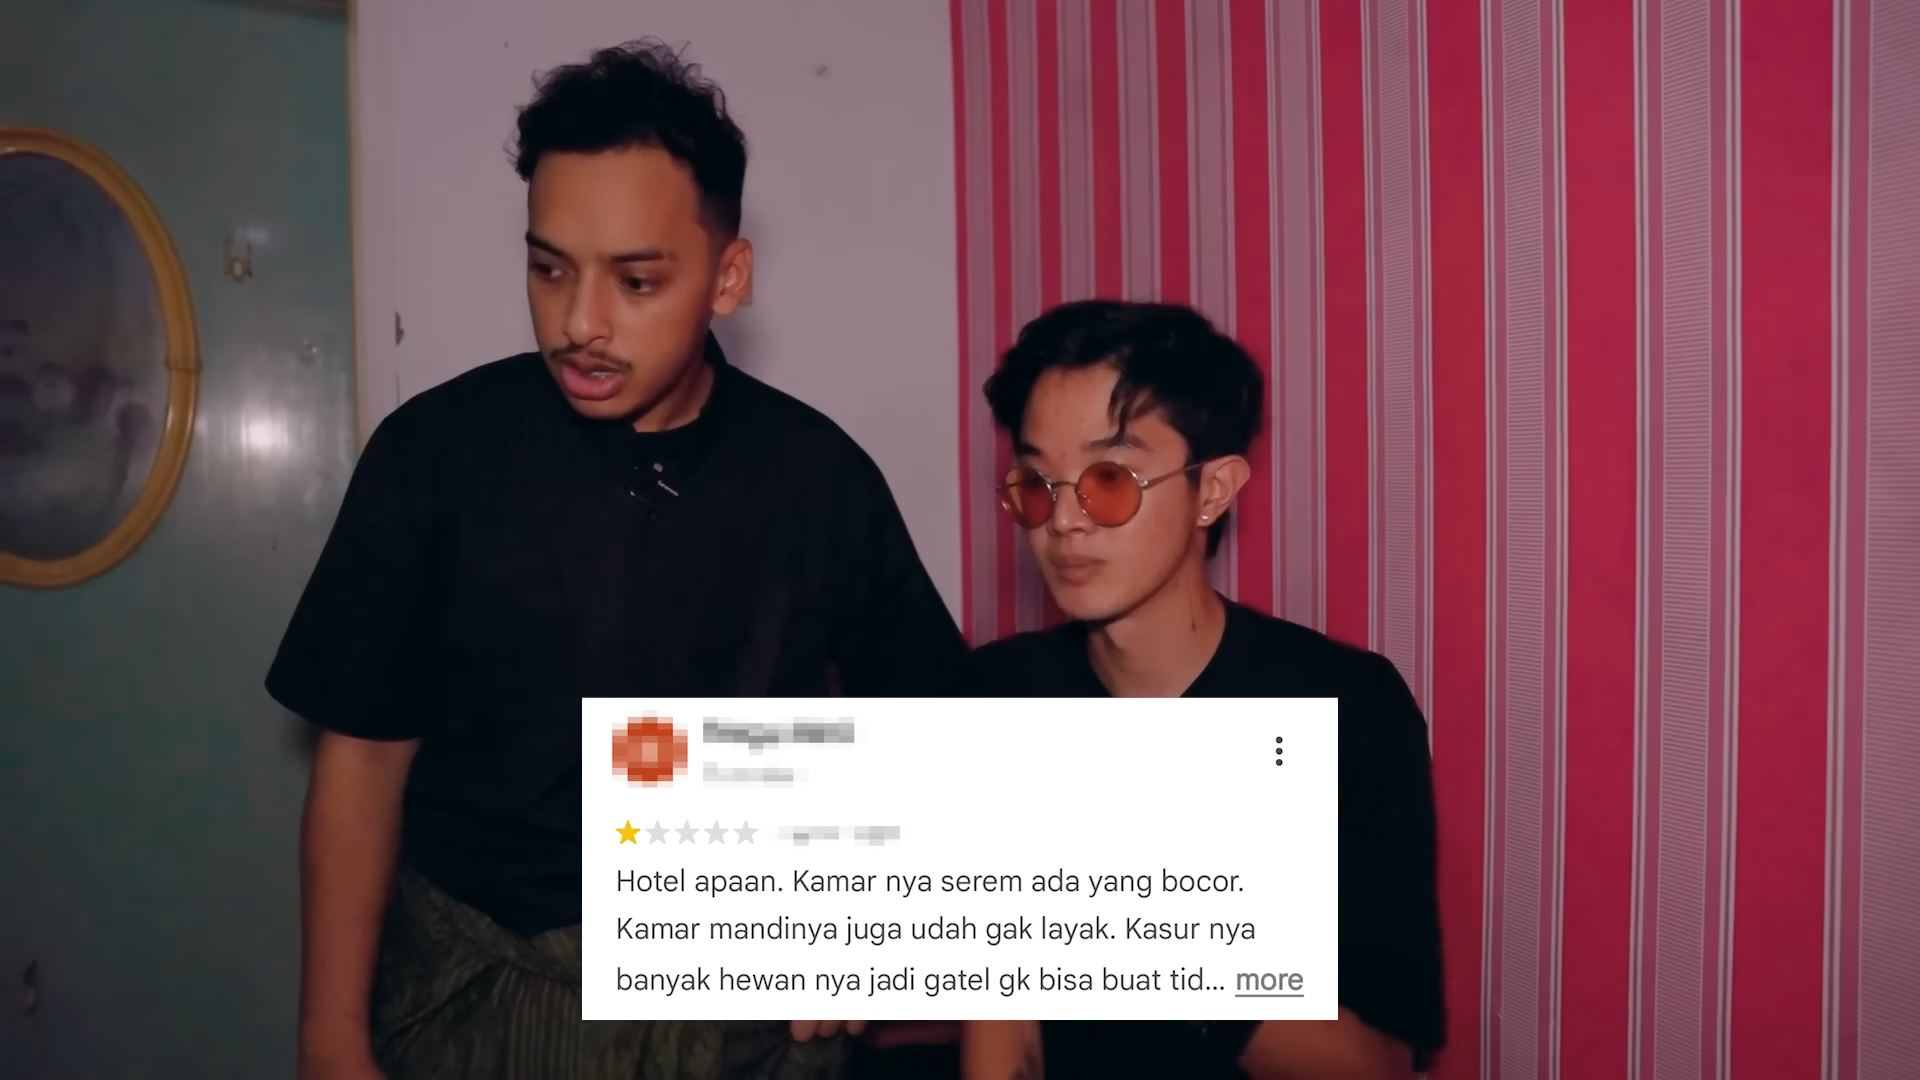 Hotel apaan. Kamar nya serem ada yang bocor.
Kamar mandinya juga udah gak layak. Kasur nya
banyak hewan nya jadi gatel gk bisa buat tid... more